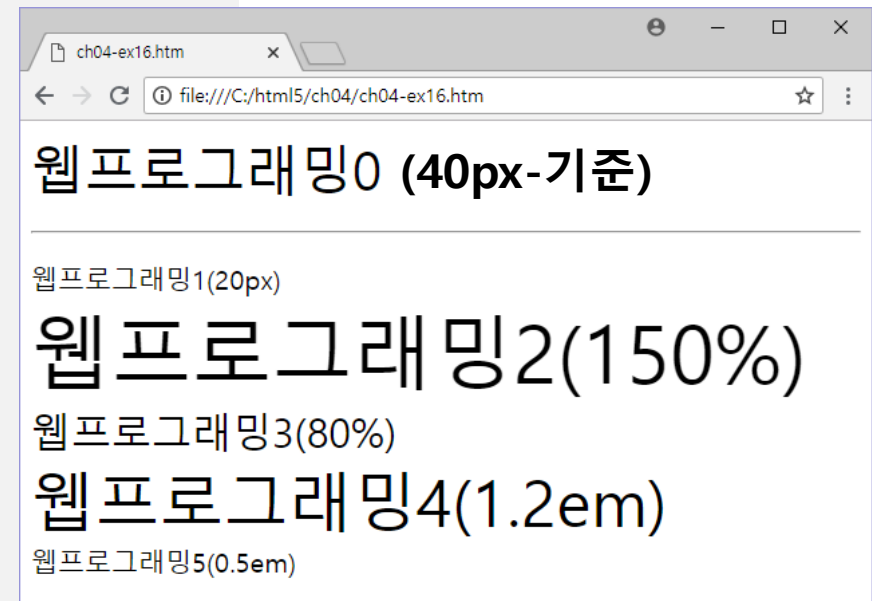 ch04-ex16.htm
file:///C:/html5/ch04/ch04-ex16.htm
웹프로그래밍0 (40px-기준)
웹프로그래밍1(20px)
웹프로그래밍2(150%)
웹프로그래밍3(80%)
웹프로그래밍4(1.2em)
웹프로그래밍5(0.5em)